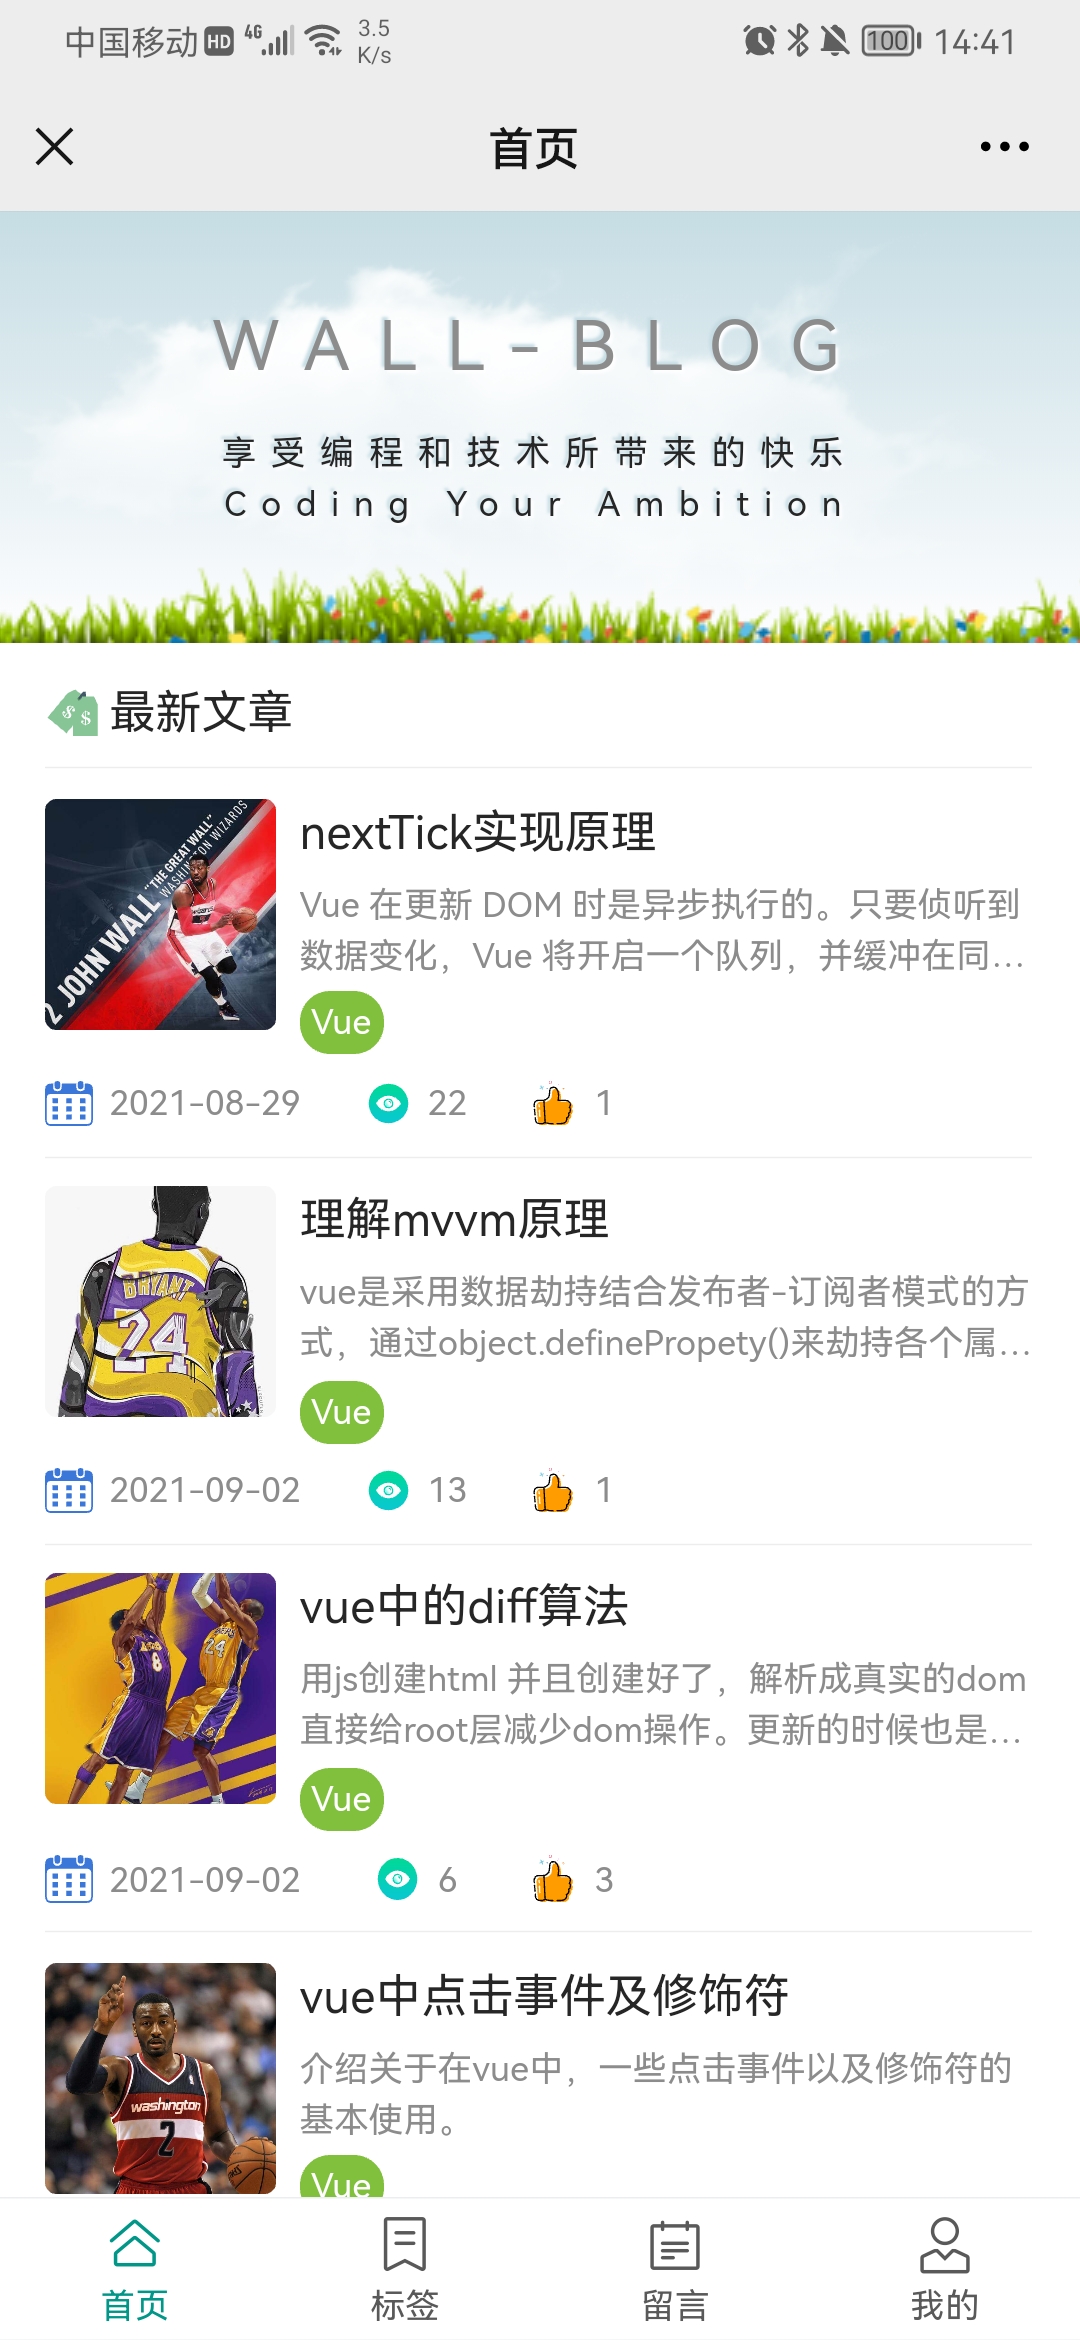 中国移动 HD 4G 3.5 K/s 100 14:41
首页
WALL-BLOG
享受编程和技术所带来的快乐
Coding Your Ambition
最新文章
2 JOHN WALL "THE GREAT WALL"
WASHINGTON WIZARDS
nextTick实现原理
Vue 在更新 DOM 时是异步执行的。只要侦听到
数据变化，Vue 将开启一个队列，并缓冲在同...
Vue
2021-08-29 22 1
BRYANT
24
理解mvvm原理
vue是采用数据劫持结合发布者-订阅者模式的方
式，通过object.definePropety()来劫持各个属...
Vue
2021-09-02 13 1
8
24
vue中的diff算法
用js创建html 并且创建好了，解析成真实的dom
直接给root层减少dom操作。更新的时候也是...
Vue
2021-09-02 6 3
washington
2
vue中点击事件及修饰符
介绍关于在vue中，一些点击事件以及修饰符的
基本使用。
Vue
首页 标签 留言 我的